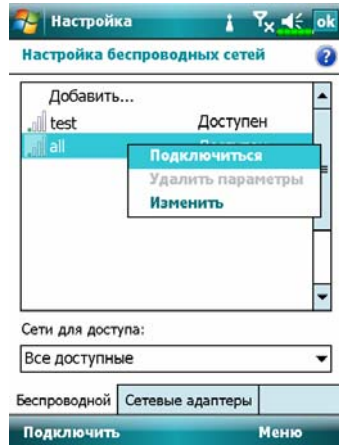 Настройка ok
Настройка беспроводных сетей ?
Добавить...
test Доступен
all
Подключиться
Удалить параметры
Изменить
Сети для доступа:
Все доступные
Беспроводной Сетевые адаптеры
Подключить Меню